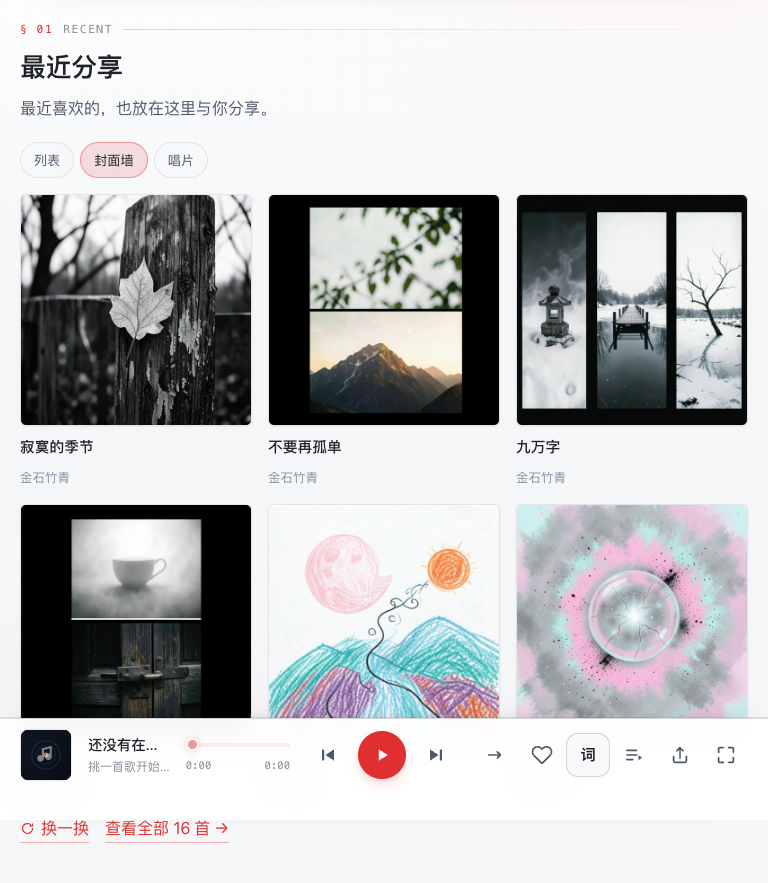 § 01 RECENT
最近分享
最近喜欢的，也放在这里与你分享。
列表 封面墙 唱片
寂寞的季节 不要再孤单 九万字
金石竹青 金石竹青 金石竹青
还没有在...
挑一首歌开始...
0:00 0:00
词
换一换 查看全部 16 首 →